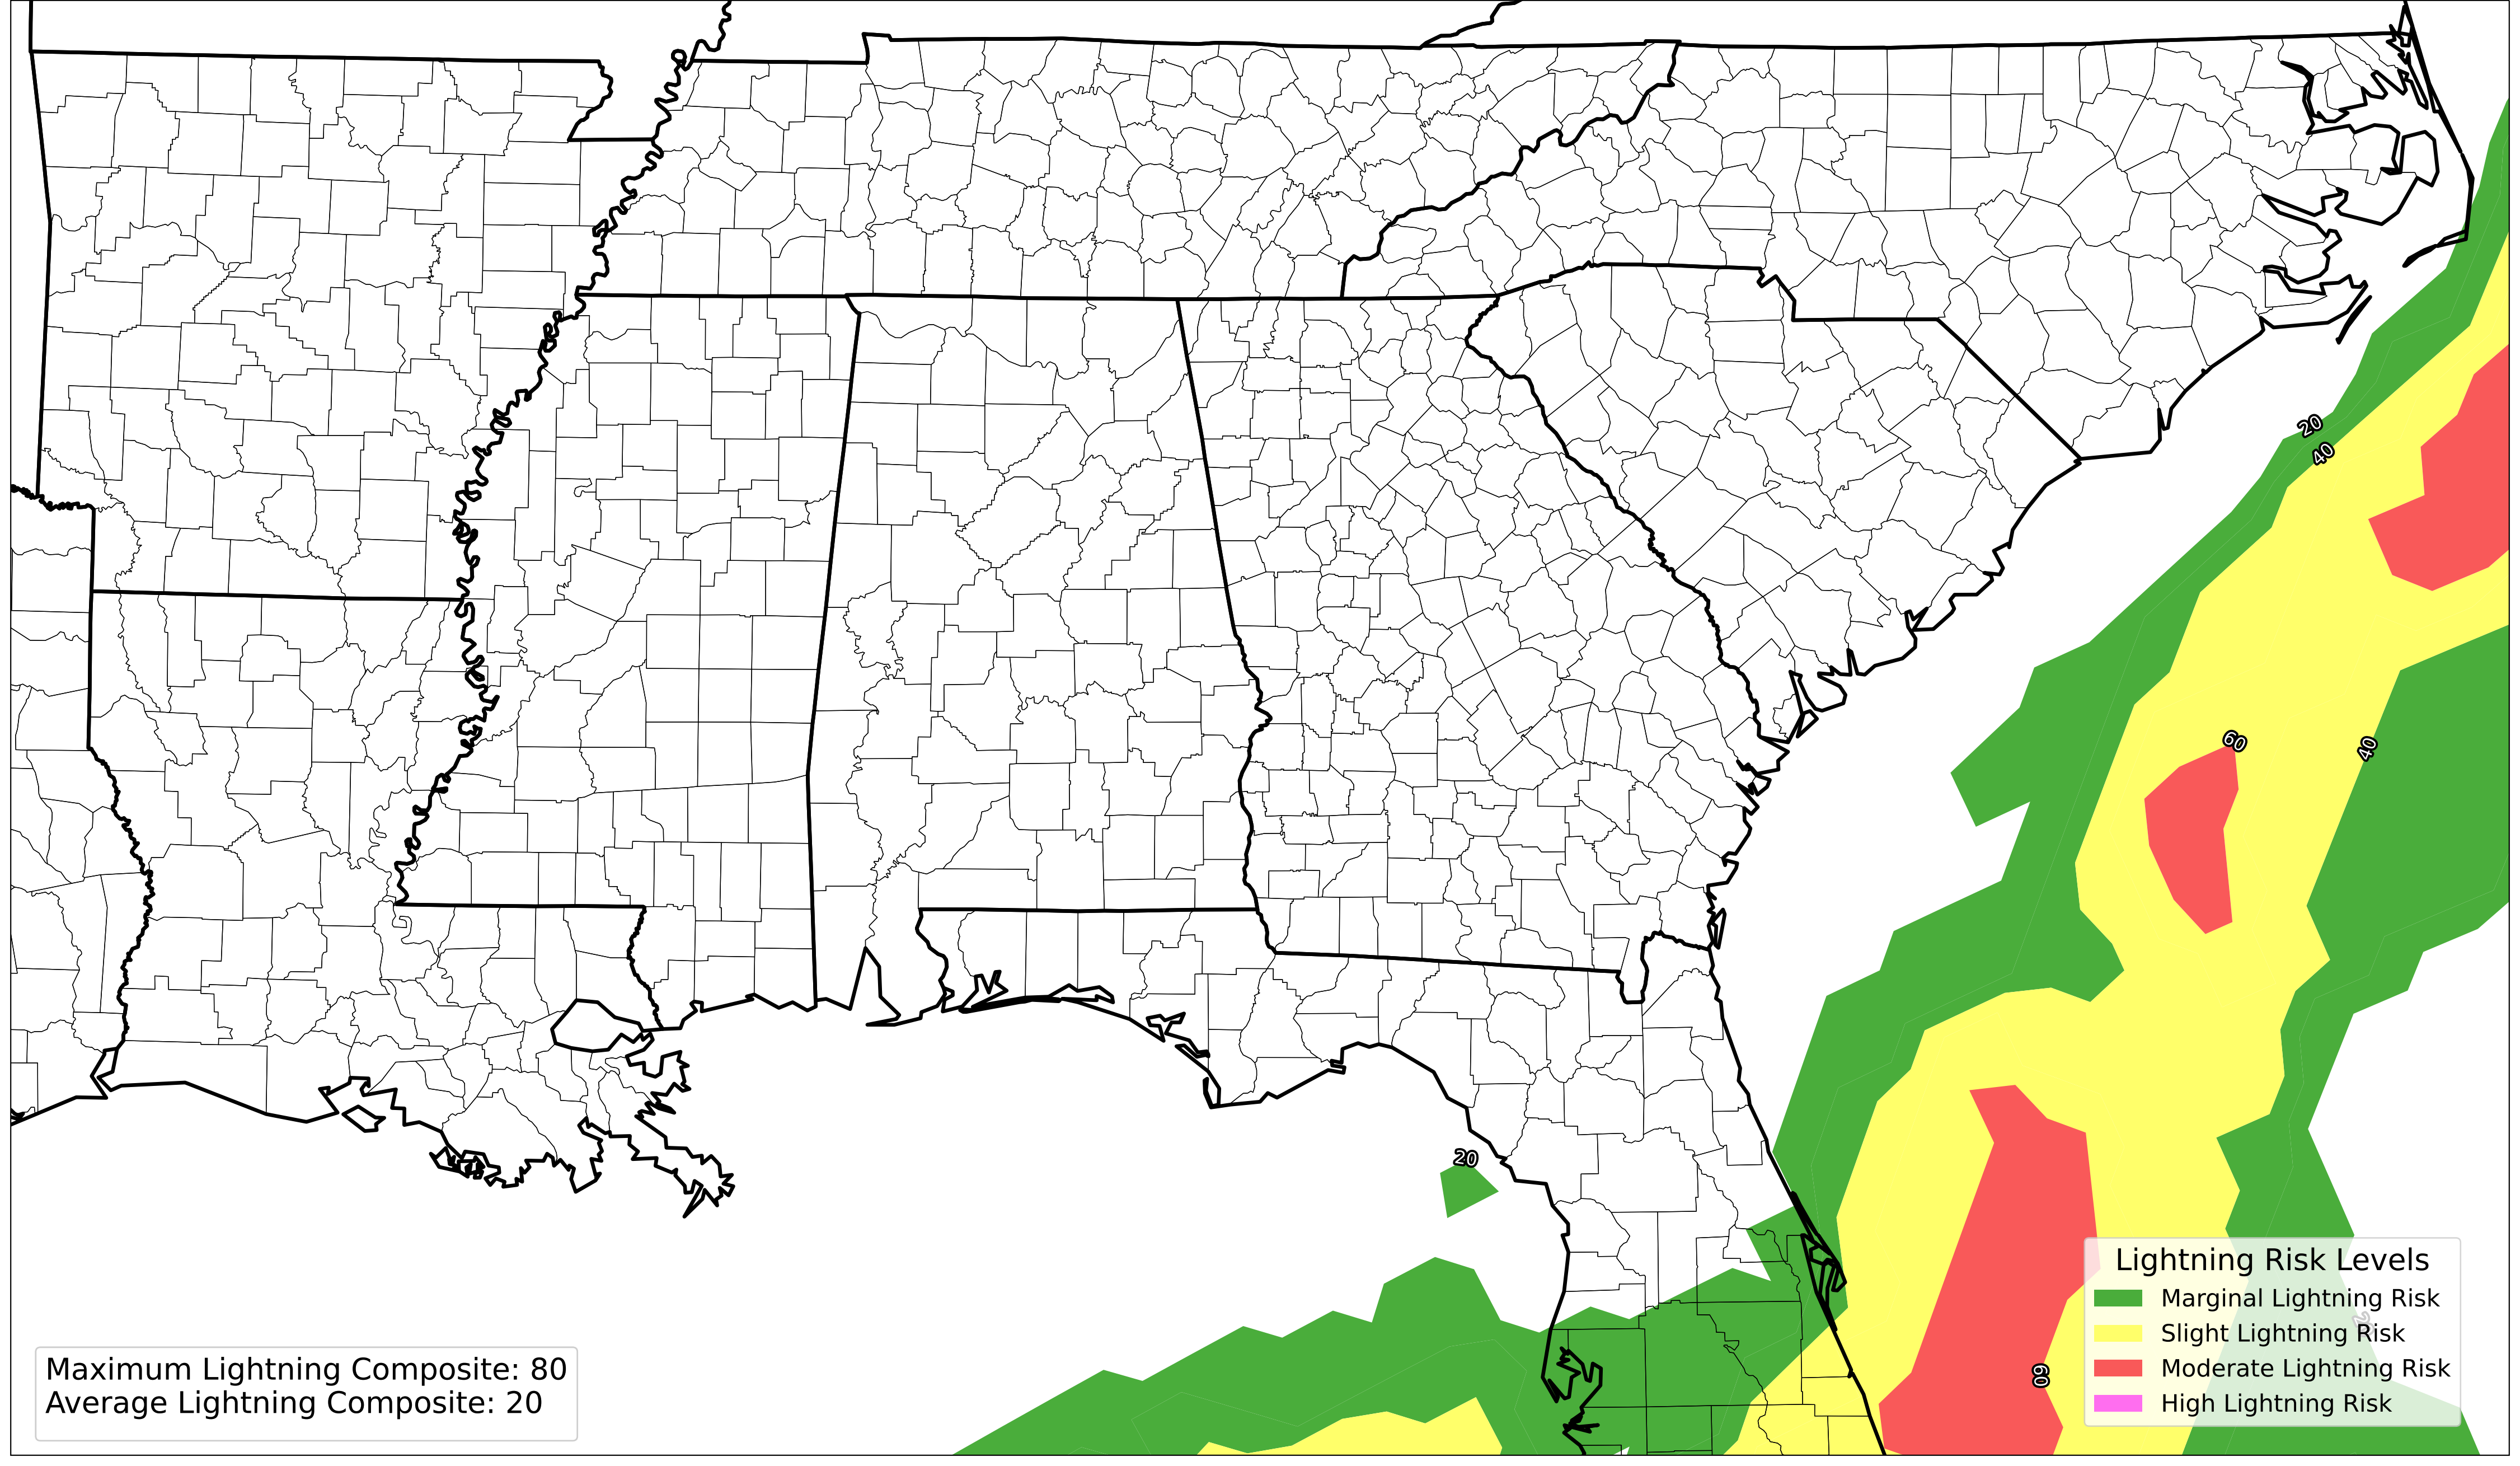 20
40
60
40
20
Maximum Lightning Composite: 80
Average Lightning Composite: 20
60
Lightning Risk Levels
Marginal Lightning Risk
Slight Lightning Risk
Moderate Lightning Risk
High Lightning Risk